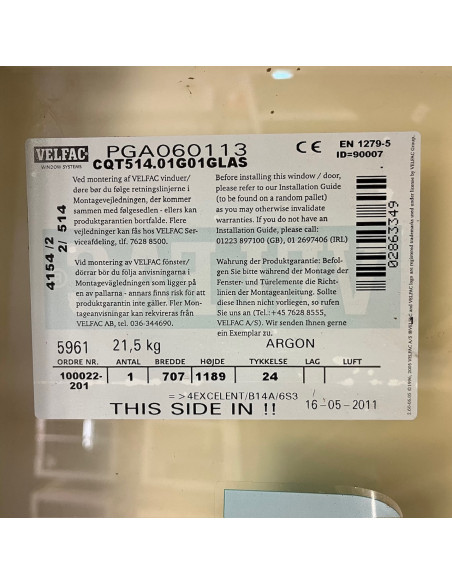 VELFAC
WINDOW SYSTEMS
PGA060113
CQT514.01G01GLAS
CE
EN 1279-5
ID=90007
Ved montering af VELFAC vinduer/
døre bør du følge retningslinjerne i
Montagevejledningen, der kommer
sammen med følgesedlen - ellers kan
produktgarantien bortfalde. Flere mon-
tagevejledninger kan fås hos VELFAC Ser-
viceafdeling, tlf. 7628 8500.
Vid montering av VELFAC fönster/
dörrar bör du följa anvisningarna i
Montagevägledningen som ligger på
en av pallarna - annars finns risk för att
produktgarantin inte gäller. Fler Mon-
tageanvisningar kan rekvireras från
VELFAC AB, tel. 036-344690.
Before installing this window / door,
please refer to our Installation Guide
(to be found on a random pallet)
as you may otherwise invalidate
warranty. If you do not have an
Installation Guide, please call:
01223 897100 (GB), 01 2697406 (IRL)
Wahrung der Produktgarantie: Befol-
gen Sie bitte während der Montage der
Fenster- und Türelemente die Richt-
linien der Montageanleitung. Sollte
diese Ihnen nicht vorliegen, so rufen
Sie uns an (Tel.:+45 7628 8555,
VELFAC A/S). Wir senden Ihnen gerne
ein Exemplar zu.
4154 /2
2/ 514
02863349
5961 21,5 kg ARGON
ORDRE NR. ANTAL BREDDE HØJDE TYKKELSE LAG LUFT
100022-
201 1 707 1189 24
=>4EXCELENT/B14A/6S3
THIS SIDE IN !! 16-05-2011